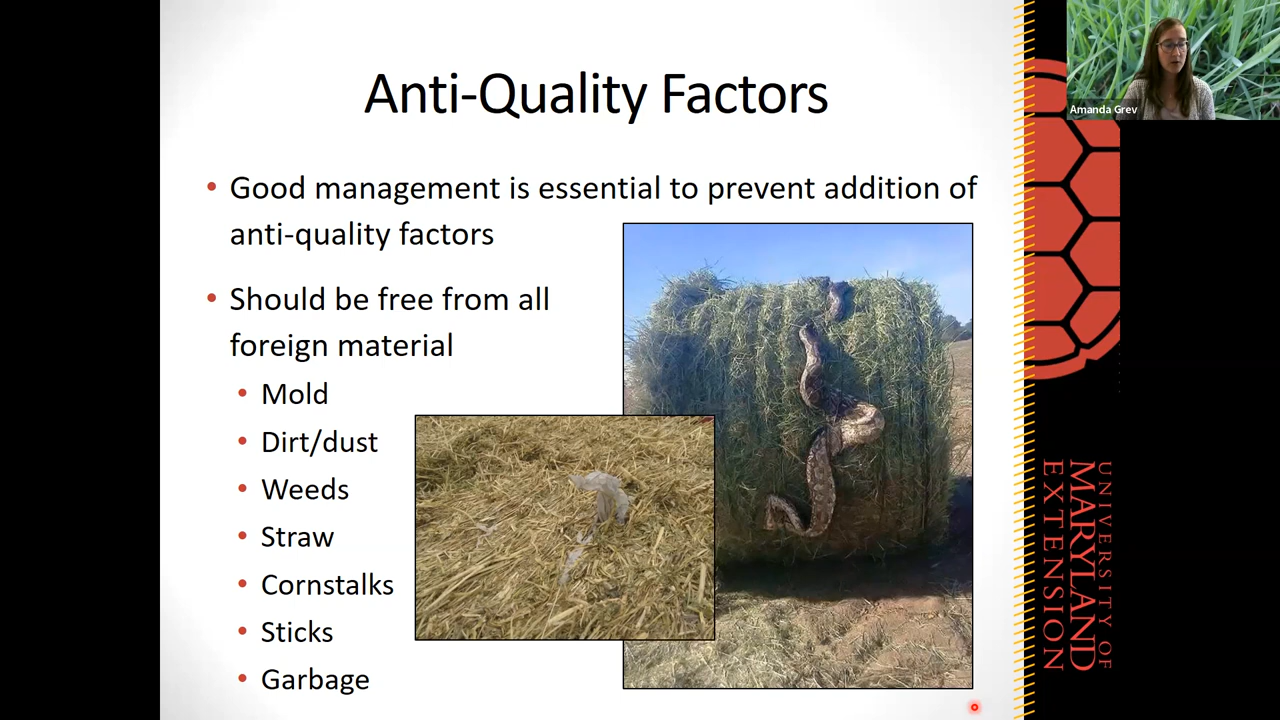 Anti-Quality Factors
• Good management is essential to prevent addition of
anti-quality factors
• Should be free from all
foreign material
• Mold
• Dirt/dust
• Weeds
• Straw
• Cornstalks
• Sticks
• Garbage
Amanda Grev
UNIVERSITY OF
MARYLAND
EXTENSION